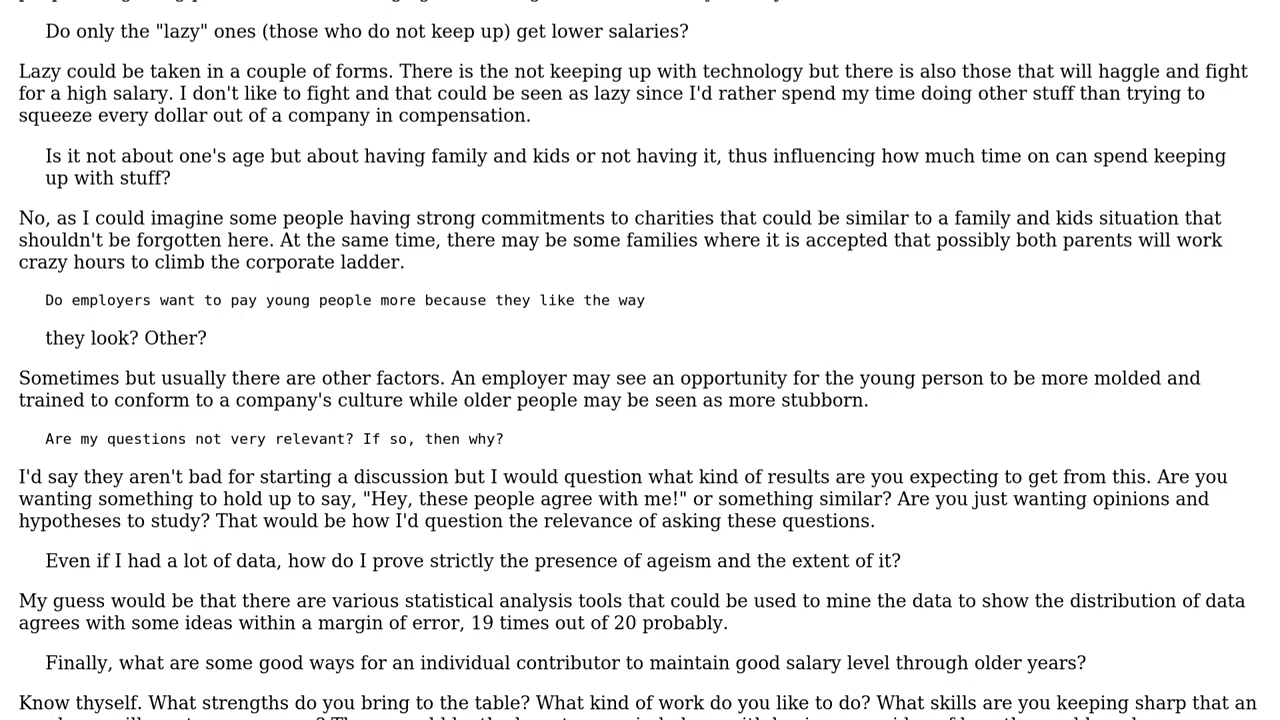 Do only the "lazy" ones (those who do not keep up) get lower salaries?
Lazy could be taken in a couple of forms. There is the not keeping up with technology but there is also those that will haggle and fight
for a high salary. I don't like to fight and that could be seen as lazy since I'd rather spend my time doing other stuff than trying to
squeeze every dollar out of a company in compensation.
Is it not about one's age but about having family and kids or not having it, thus influencing how much time on can spend keeping
up with stuff?
No, as I could imagine some people having strong commitments to charities that could be similar to a family and kids situation that
shouldn't be forgotten here. At the same time, there may be some families where it is accepted that possibly both parents will work
crazy hours to climb the corporate ladder.
Do employers want to pay young people more because they like the way
they look? Other?
Sometimes but usually there are other factors. An employer may see an opportunity for the young person to be more molded and
trained to conform to a company's culture while older people may be seen as more stubborn.
Are my questions not very relevant? If so, then why?
I'd say they aren't bad for starting a discussion but I would question what kind of results are you expecting to get from this. Are you
wanting something to hold up to say, "Hey, these people agree with me!" or something similar? Are you just wanting opinions and
hypotheses to study? That would be how I'd question the relevance of asking these questions.
Even if I had a lot of data, how do I prove strictly the presence of ageism and the extent of it?
My guess would be that there are various statistical analysis tools that could be used to mine the data to show the distribution of data
agrees with some ideas within a margin of error, 19 times out of 20 probably.
Finally, what are some good ways for an individual contributor to maintain good salary level through older years?
Know thyself. What strengths do you bring to the table? What kind of work do you like to do? What skills are you keeping sharp that an